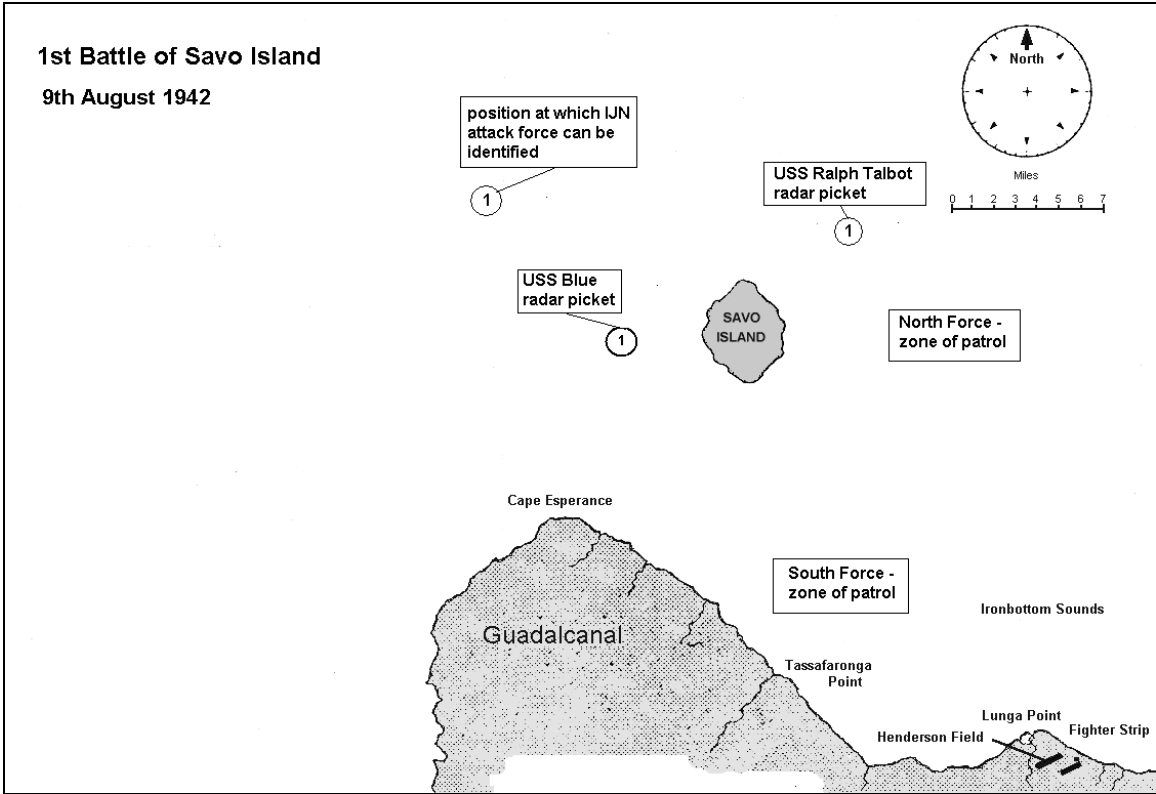 1st Battle of Savo Island
9th August 1942
North
Miles
0 1 2 3 4 5 6 7
position at which IJN
attack force can be
identified
1
USS Ralph Talbot
radar picket
1
USS Blue
radar picket
1
SAVO
ISLAND
North Force -
zone of patrol
Cape Esperance
South Force -
zone of patrol
Ironbottom Sounds
Guadalcanal
Tassafaronga
Point
Lunga Point
Henderson Field
Fighter Strip